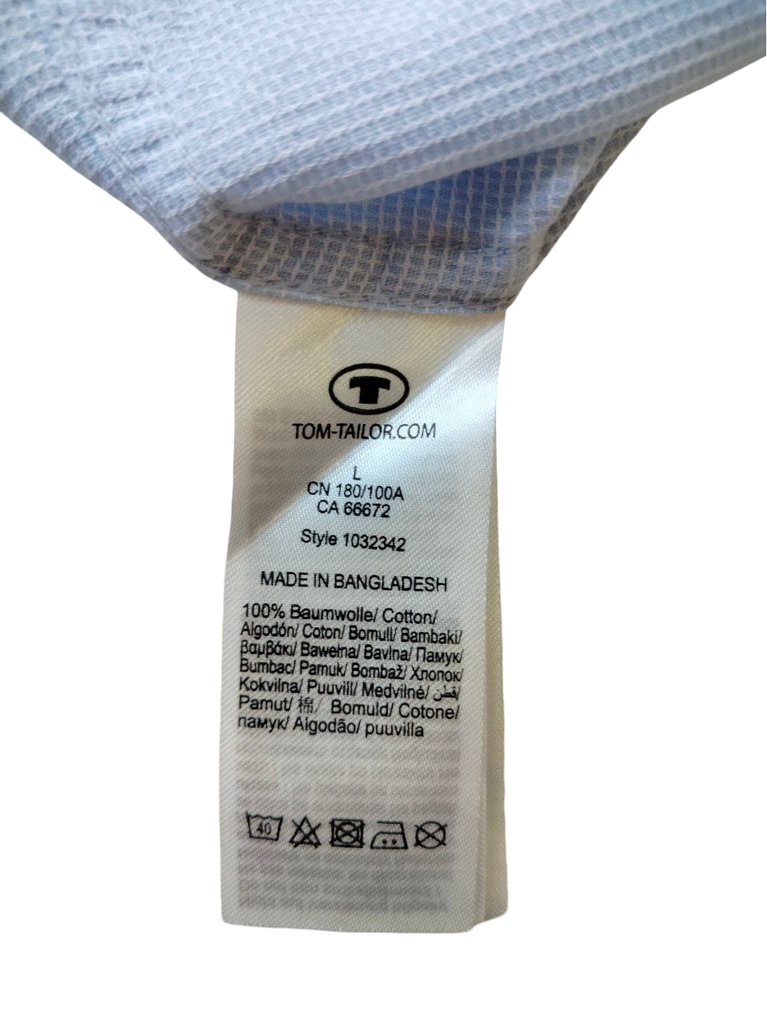 T
TOM-TAILOR.COM
L
CN 180/100A
CA 66672
Style 1032342
MADE IN BANGLADESH
100% Baumwolle/ Cotton/
Algodón/ Coton/ Bomull/ Bambaki/
βαμβάκι/ Bawełna/ Bavlna/ Памук/
Bumbac/ Pamuk/ Bombaž/ Хлопок/
Kokvilna/ Puuvill/ Medvilnė/ قطن/
Pamut/ 棉/ Bomuld/ Cotone/
памук/ Algodão/ puuvilla
40